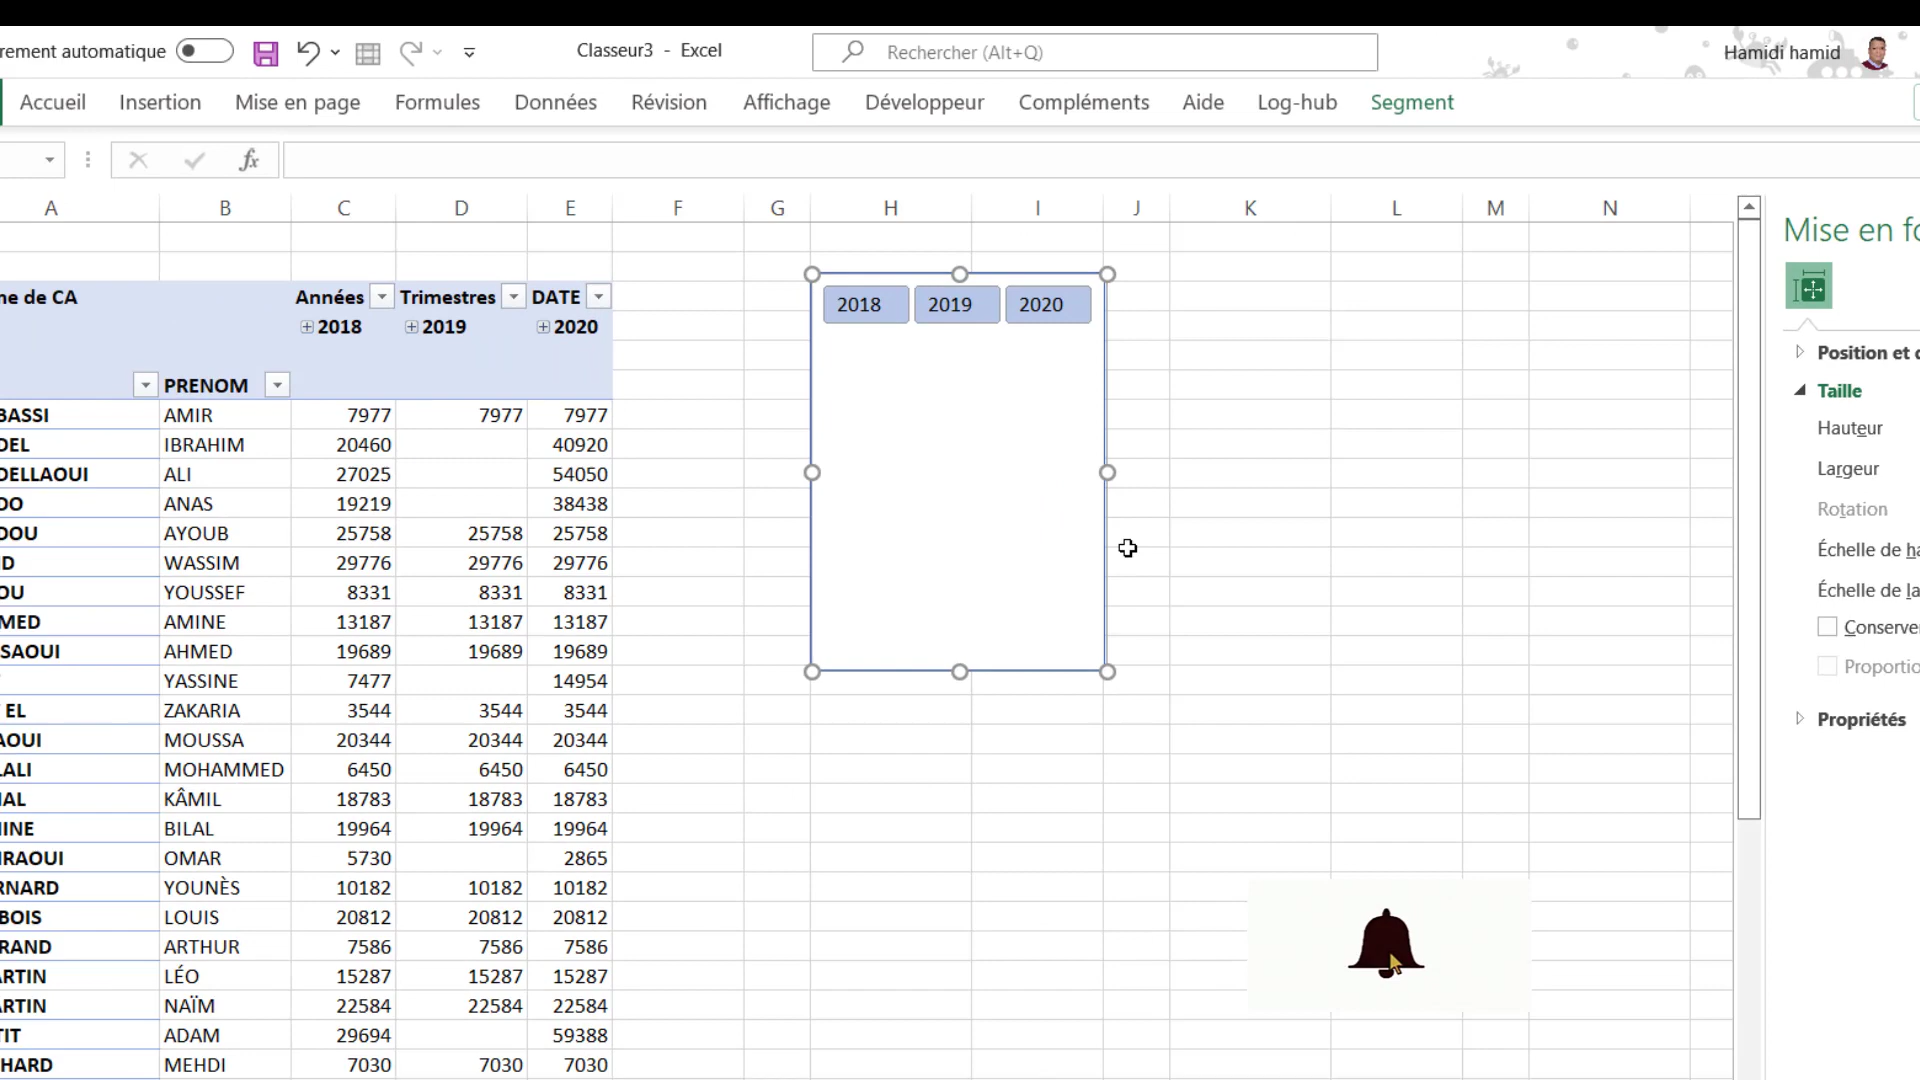 rement automatique
Classeur3 - Excel
Rechercher (Alt+Q)
Hamidi hamid
Accueil Insertion Mise en page Formules Données Révision Affichage Développeur Compléments Aide Log-hub Segment
fx
A B C D E F G H I J K L M N
Mise en fo
ne de CA Années Trimestres DATE
2018 2019 2020
PRENOM
BASSI AMIR 7977 7977 7977
DEL IBRAHIM 20460 40920
DELLAOUI ALI 27025 54050
DO ANAS 19219 38438
DOU AYOUB 25758 25758 25758
ID WASSIM 29776 29776 29776
OU YOUSSEF 8331 8331 8331
MED AMINE 13187 13187 13187
SAOUI AHMED 19689 19689 19689
YASSINE 7477 14954
EL ZAKARIA 3544 3544 3544
AOUI MOUSSA 20344 20344 20344
LALI MOHAMMED 6450 6450 6450
IAL KÂMIL 18783 18783 18783
INE BILAL 19964 19964 19964
IRAOUI OMAR 5730 2865
RNARD YOUNÈS 10182 10182 10182
BOIS LOUIS 20812 20812 20812
RAND ARTHUR 7586 7586 7586
ARTIN LÉO 15287 15287 15287
ARTIN NAÏM 22584 22584 22584
TIT ADAM 29694 59388
HARD MEHDI 7030 7030 7030
2018 2019 2020
Position et d
Taille
Hauteur
Largeur
Rotation
Échelle de ha
Échelle de la
Conserver
Proportio
Propriétés